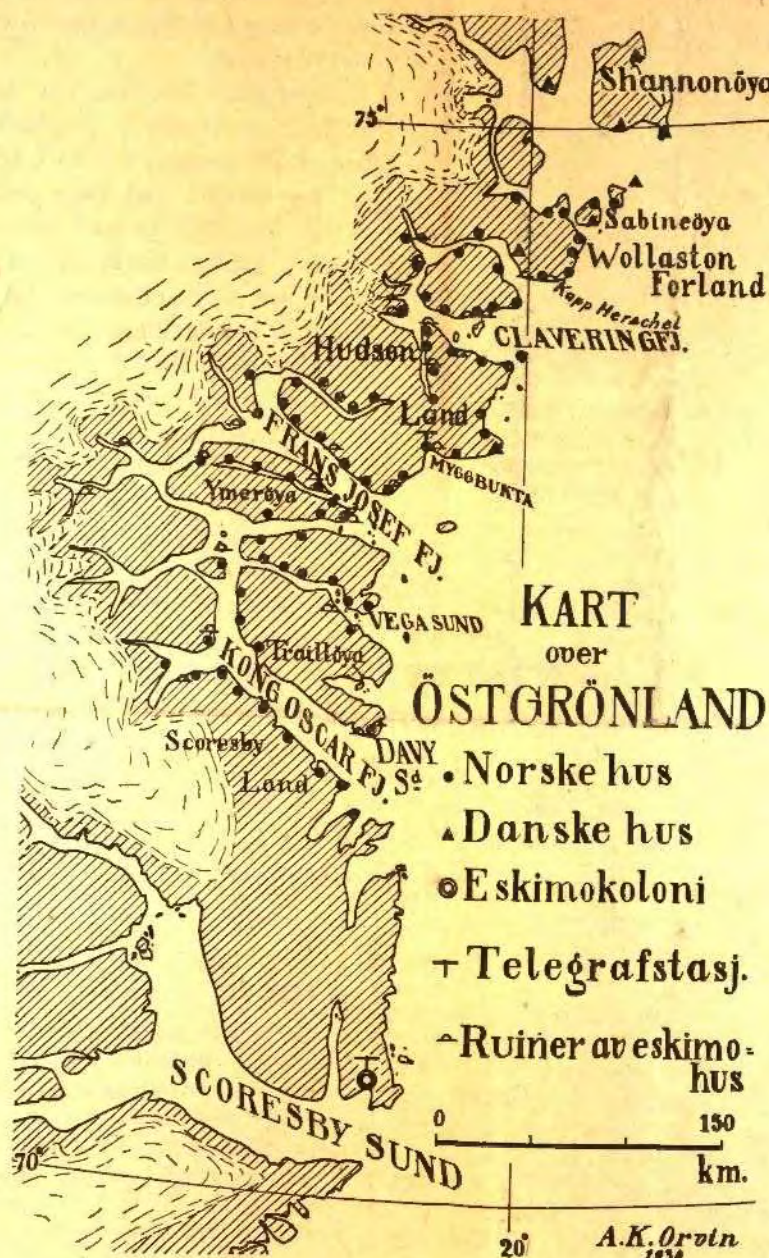 Shannonöya
75°
Sabineöya
Wollaston
Forland
Kapp Herschel
CLAVERINGFJ.
Hudson
Land
MYGGBUKTA
FRANS JOSEF FJ.
Ymeröya
VEGASUND
Traillöya
KONG OSCAR FJ.
DAVY
Sd
Scoresby
Land
KART
over
ÖSTGRÖNLAND
Norske hus
Danske hus
Eskimokoloni
Telegrafstasj.
Ruiner av eskimo=
hus
0 150
km.
SCORESBY SUND
70°
20°
A.K. Orvin